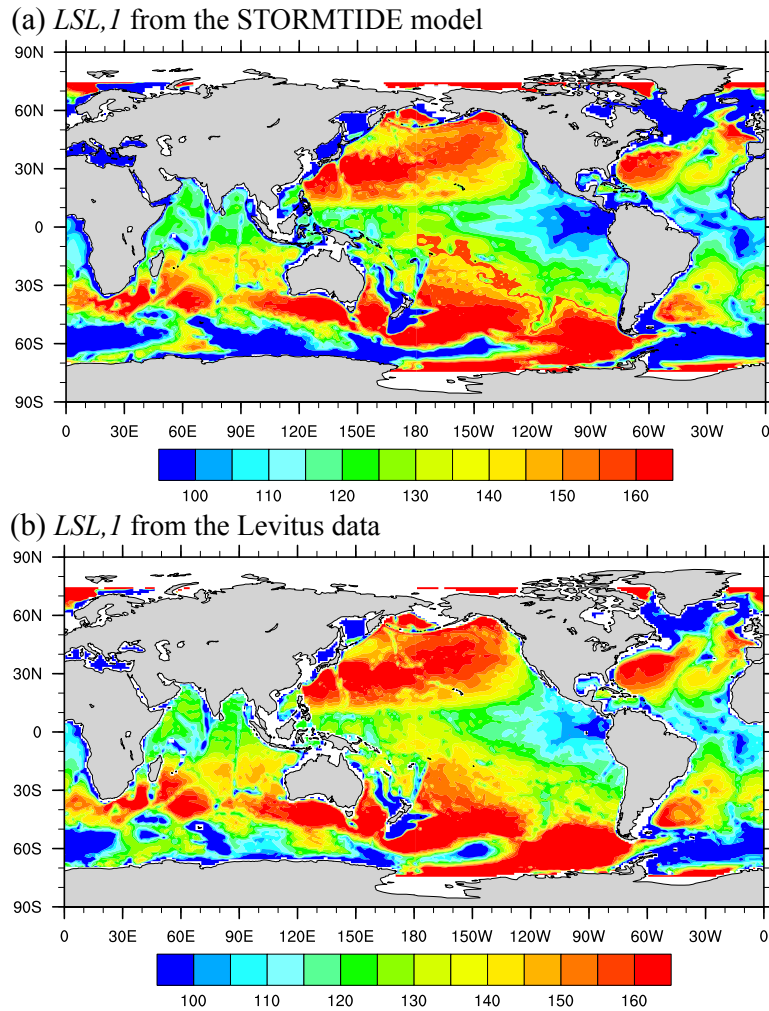 (a) LSL,1 from the STORMTIDE model
90N
60N
30N
0
30S
60S
90S
0 30E 60E 90E 120E 150E 180 150W 120W 90W 60W 30W 0
100 110 120 130 140 150 160
(b) LSL,1 from the Levitus data
90N
60N
30N
0
30S
60S
90S
0 30E 60E 90E 120E 150E 180 150W 120W 90W 60W 30W 0
100 110 120 130 140 150 160